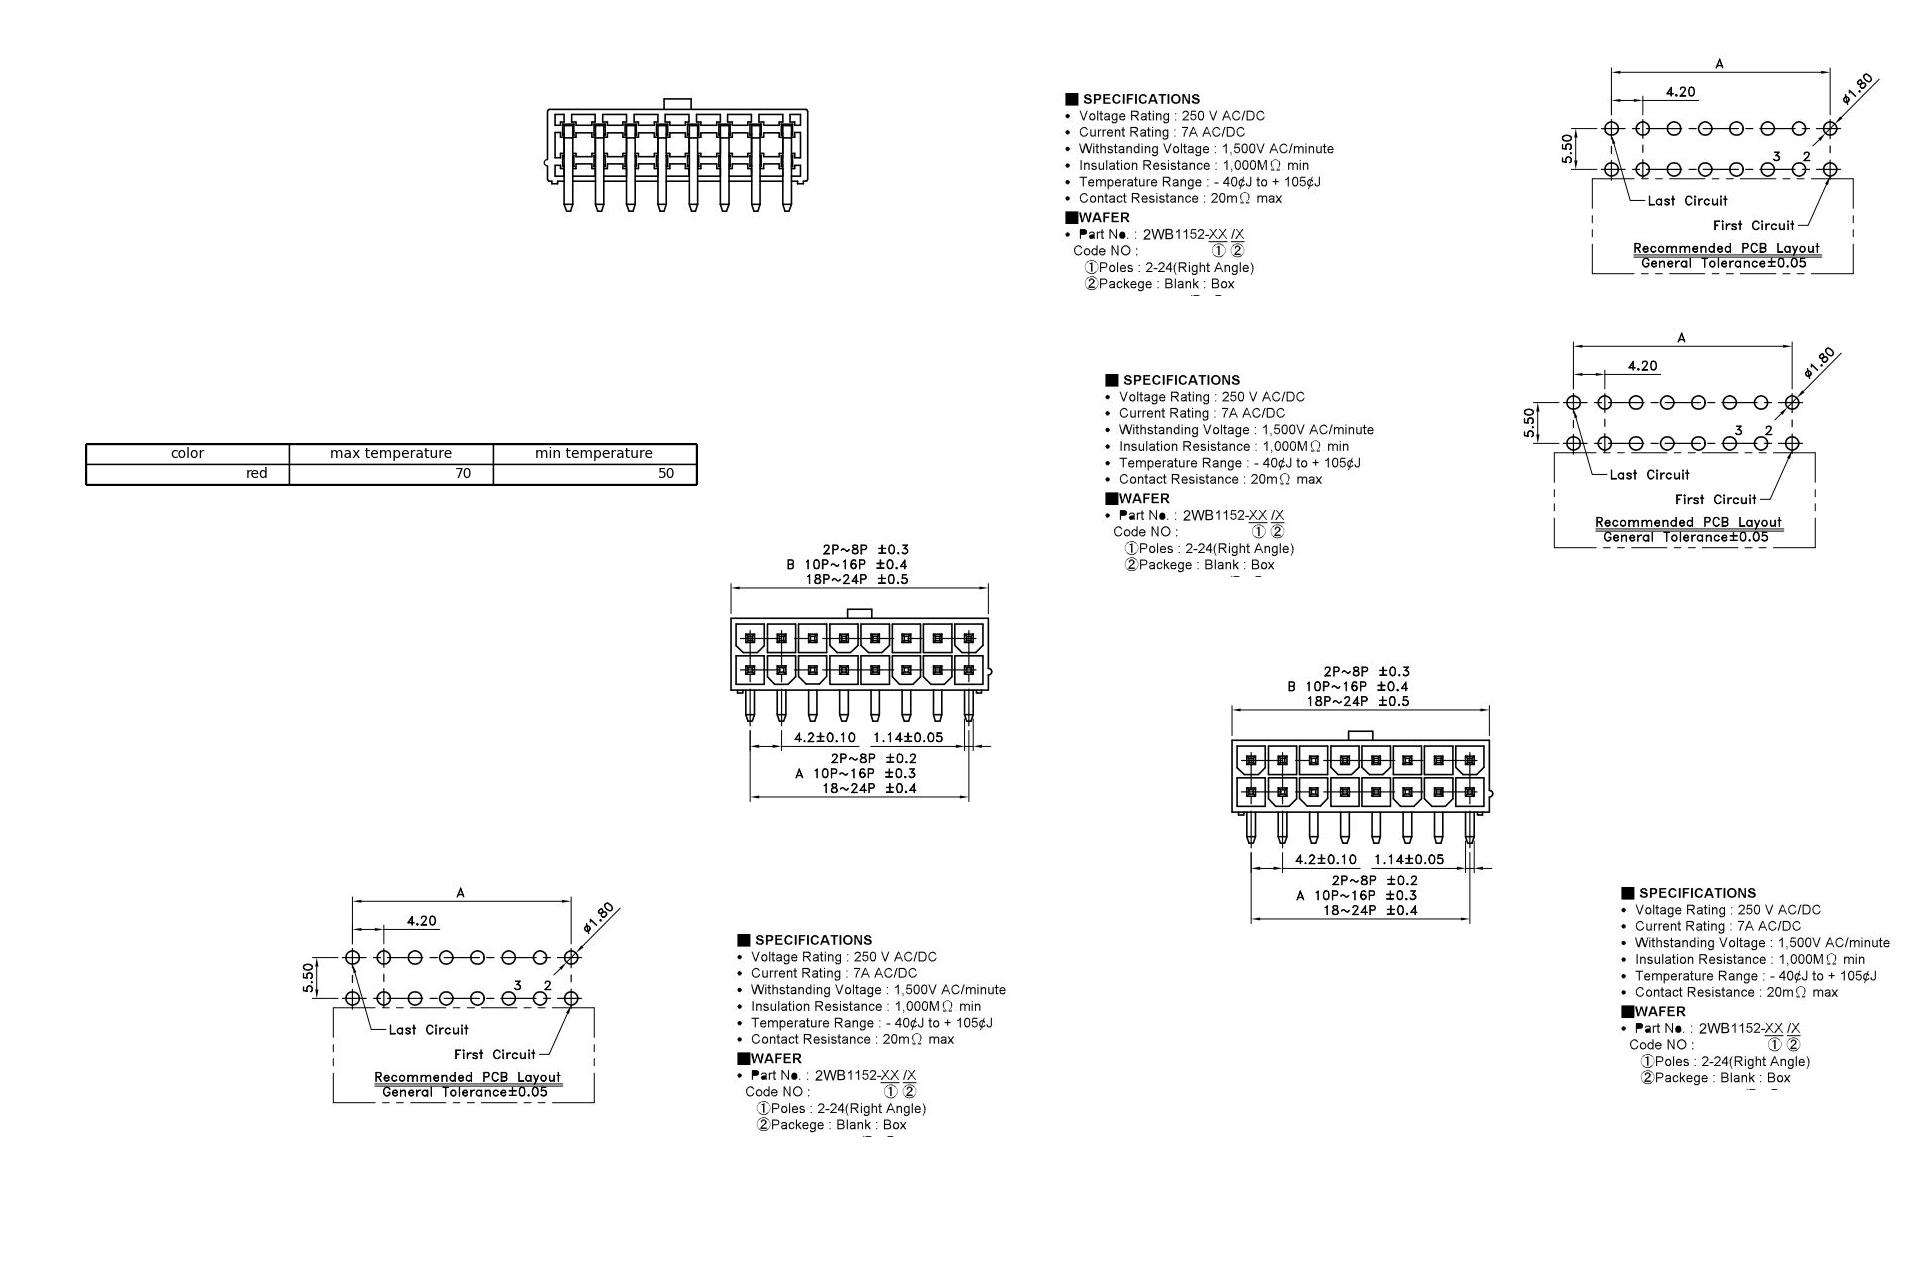 ■ SPECIFICATIONS
• Voltage Rating : 250 V AC/DC
• Current Rating : 7A AC/DC
• Withstanding Voltage : 1,500V AC/minute
• Insulation Resistance : 1,000MΩ min
• Temperature Range : - 40¢J to + 105¢J
• Contact Resistance : 20mΩ max
■WAFER
• Part No. : 2WB1152-XX /X
Code NO : ① ②
①Poles : 2-24(Right Angle)
②Packege : Blank : Box
A
4.20
ø1.80
5.50
3 2
Last Circuit
First Circuit
Recommended PCB Layout
General Tolerance±0.05
A
4.20
ø1.80
5.50
3 2
Last Circuit
First Circuit
Recommended PCB Layout
General Tolerance±0.05
■ SPECIFICATIONS
• Voltage Rating : 250 V AC/DC
• Current Rating : 7A AC/DC
• Withstanding Voltage : 1,500V AC/minute
• Insulation Resistance : 1,000MΩ min
• Temperature Range : - 40¢J to + 105¢J
• Contact Resistance : 20mΩ max
■WAFER
• Part No. : 2WB1152-XX /X
Code NO : ① ②
①Poles : 2-24(Right Angle)
②Packege : Blank : Box
color max temperature min temperature
red 70 50
2P~8P ±0.3
B 10P~16P ±0.4
18P~24P ±0.5
4.2±0.10 1.14±0.05
2P~8P ±0.2
A 10P~16P ±0.3
18~24P ±0.4
2P~8P ±0.3
B 10P~16P ±0.4
18P~24P ±0.5
4.2±0.10 1.14±0.05
2P~8P ±0.2
A 10P~16P ±0.3
18~24P ±0.4
A
4.20
ø1.80
5.50
3 2
Last Circuit
First Circuit
Recommended PCB Layout
General Tolerance±0.05
■ SPECIFICATIONS
• Voltage Rating : 250 V AC/DC
• Current Rating : 7A AC/DC
• Withstanding Voltage : 1,500V AC/minute
• Insulation Resistance : 1,000MΩ min
• Temperature Range : - 40¢J to + 105¢J
• Contact Resistance : 20mΩ max
■WAFER
• Part No. : 2WB1152-XX /X
Code NO : ① ②
①Poles : 2-24(Right Angle)
②Packege : Blank : Box
■ SPECIFICATIONS
• Voltage Rating : 250 V AC/DC
• Current Rating : 7A AC/DC
• Withstanding Voltage : 1,500V AC/minute
• Insulation Resistance : 1,000MΩ min
• Temperature Range : - 40¢J to + 105¢J
• Contact Resistance : 20mΩ max
■WAFER
• Part No. : 2WB1152-XX /X
Code NO : ① ②
①Poles : 2-24(Right Angle)
②Packege : Blank : Box